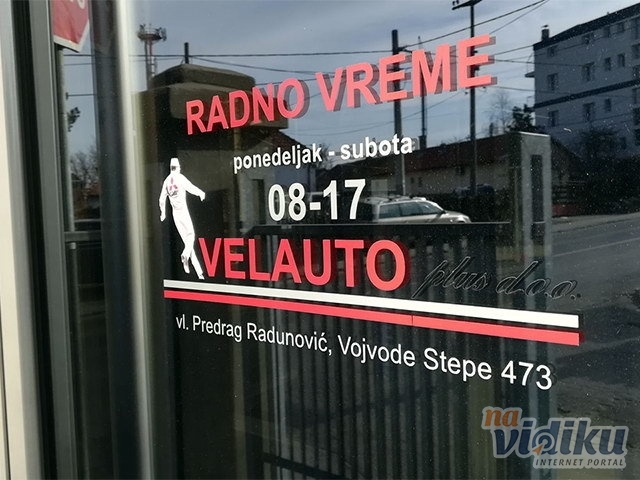 RADNO VREME
ponedeljak - subota
08-17
VELAUTO plus d.o.o.
vl. Predrag Radunović, Vojvode Stepe 473
na
vidiku
INTERNET PORTAL